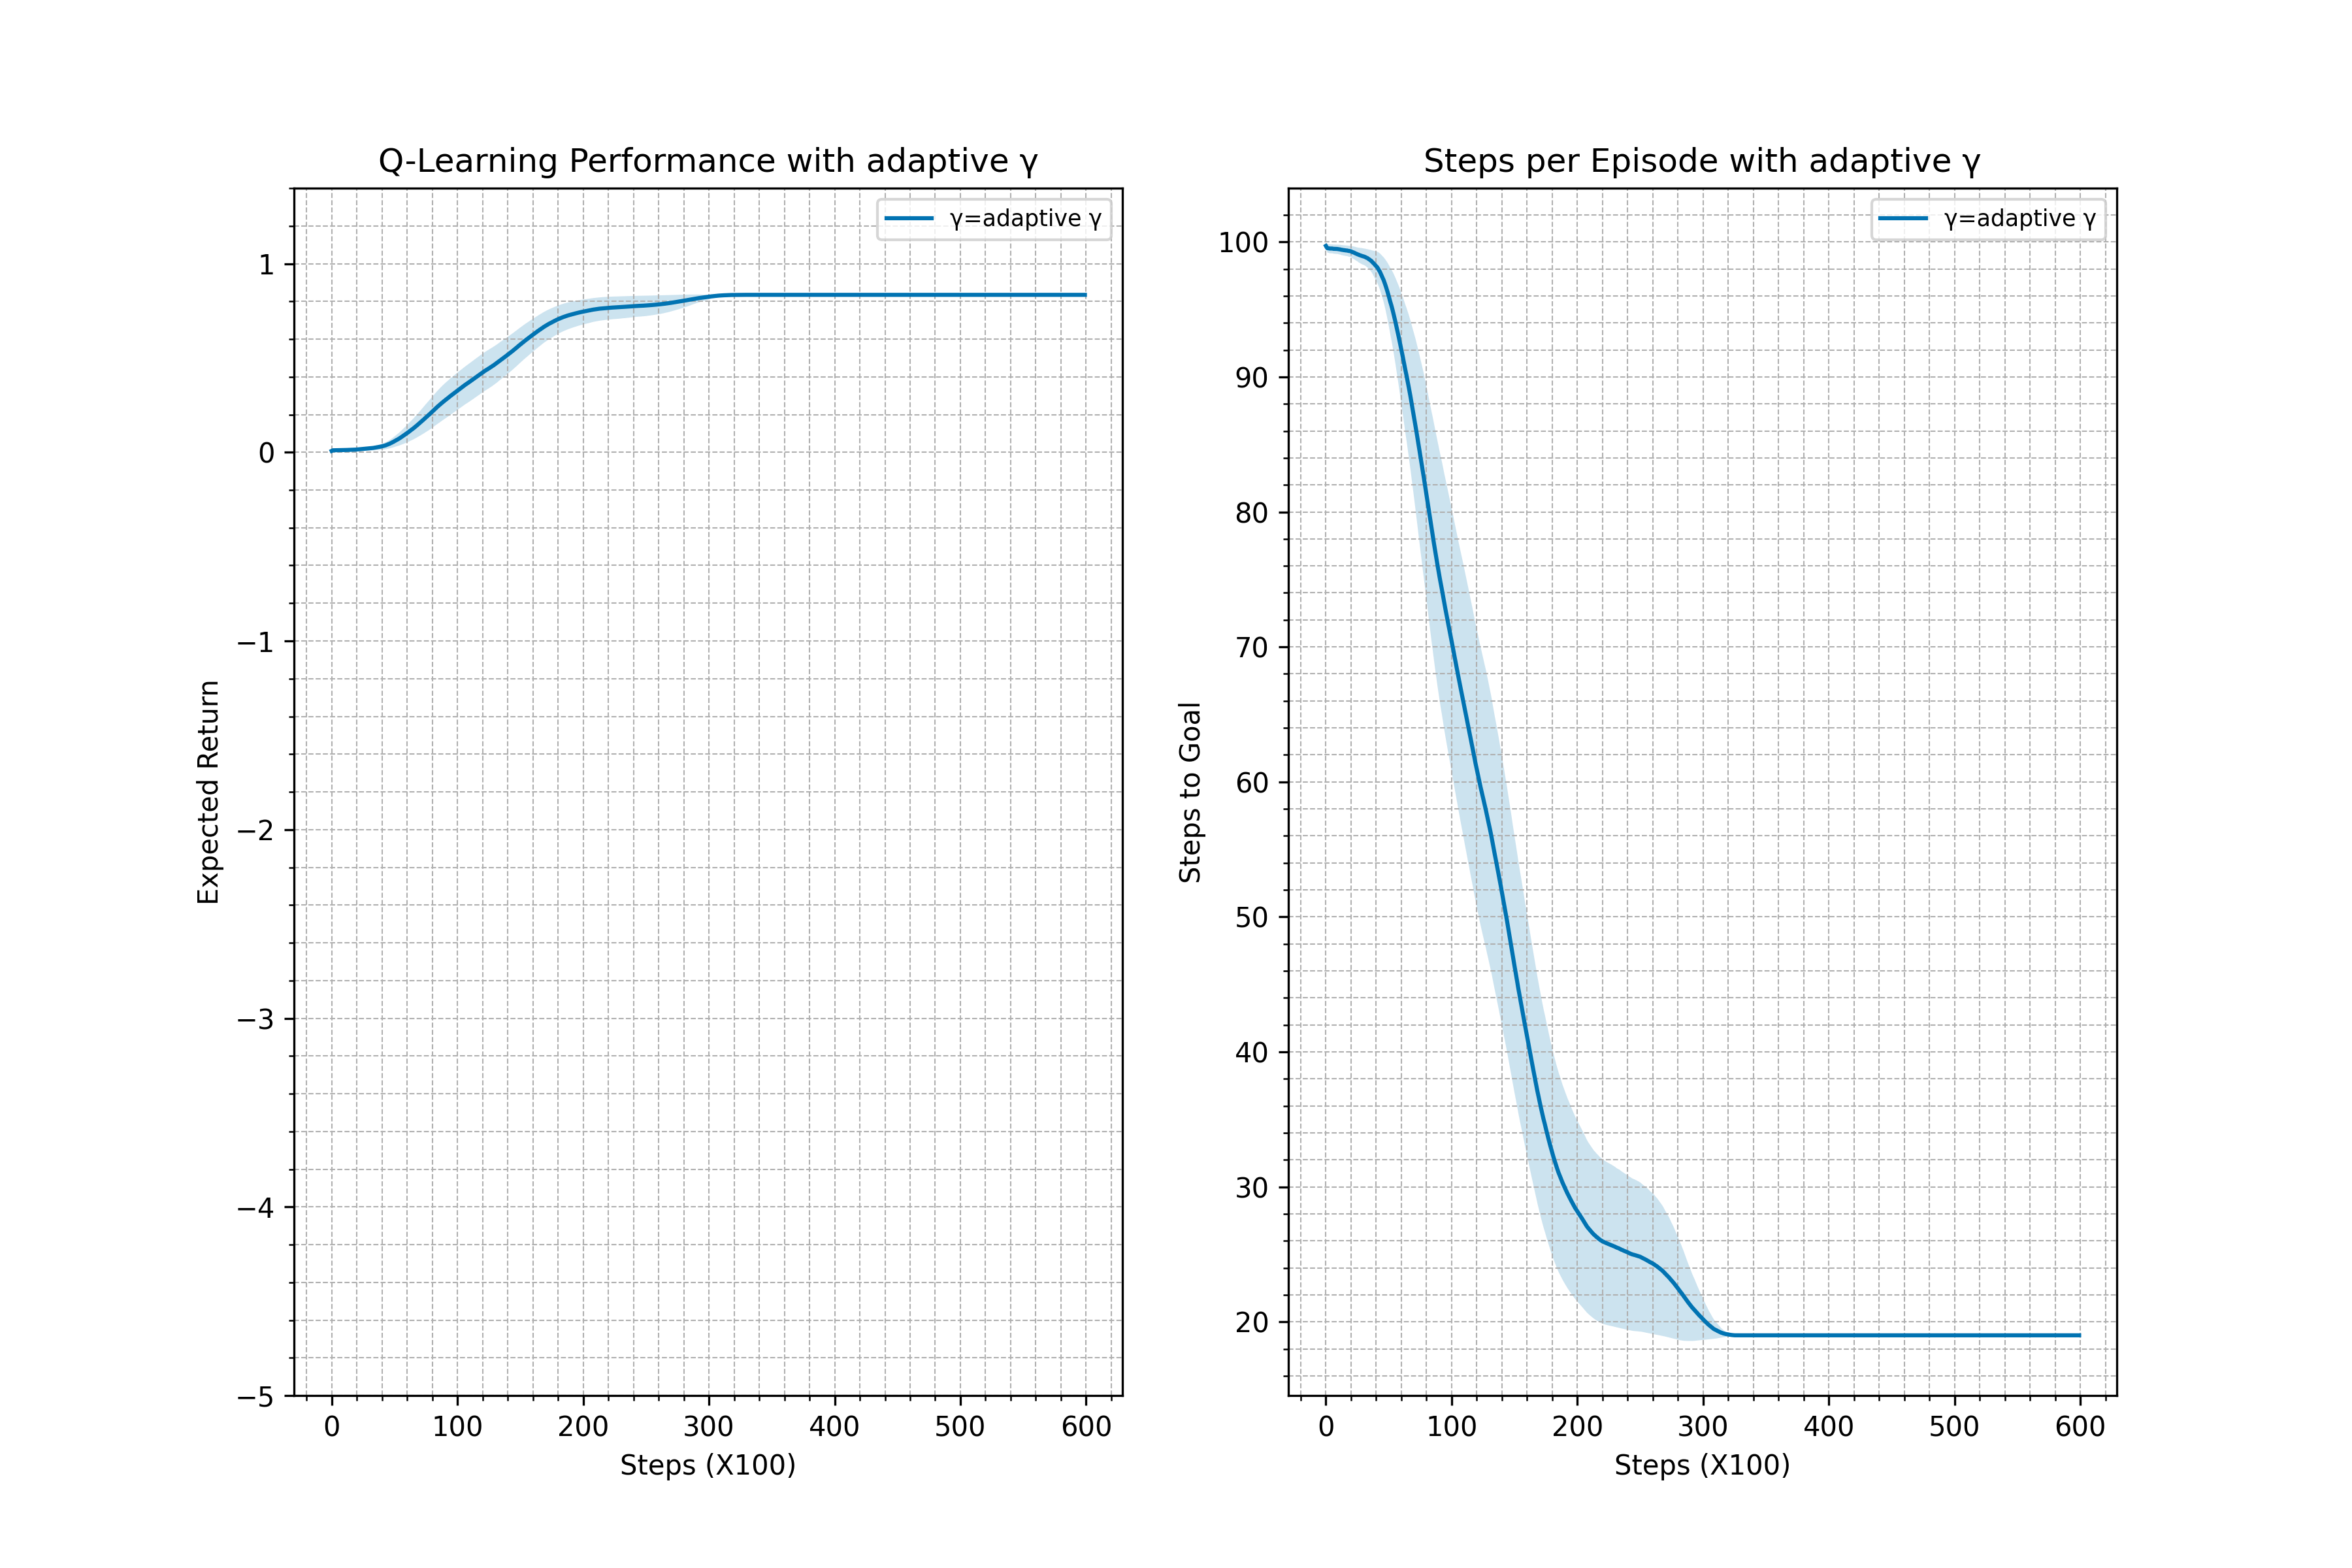 Q-Learning Performance with adaptive γ
γ=adaptive γ
1
0
−1
−2
−3
−4
−5
Expected Return
0 100 200 300 400 500 600
Steps (X100)
Steps per Episode with adaptive γ
γ=adaptive γ
100
90
80
70
60
50
40
30
20
Steps to Goal
0 100 200 300 400 500 600
Steps (X100)